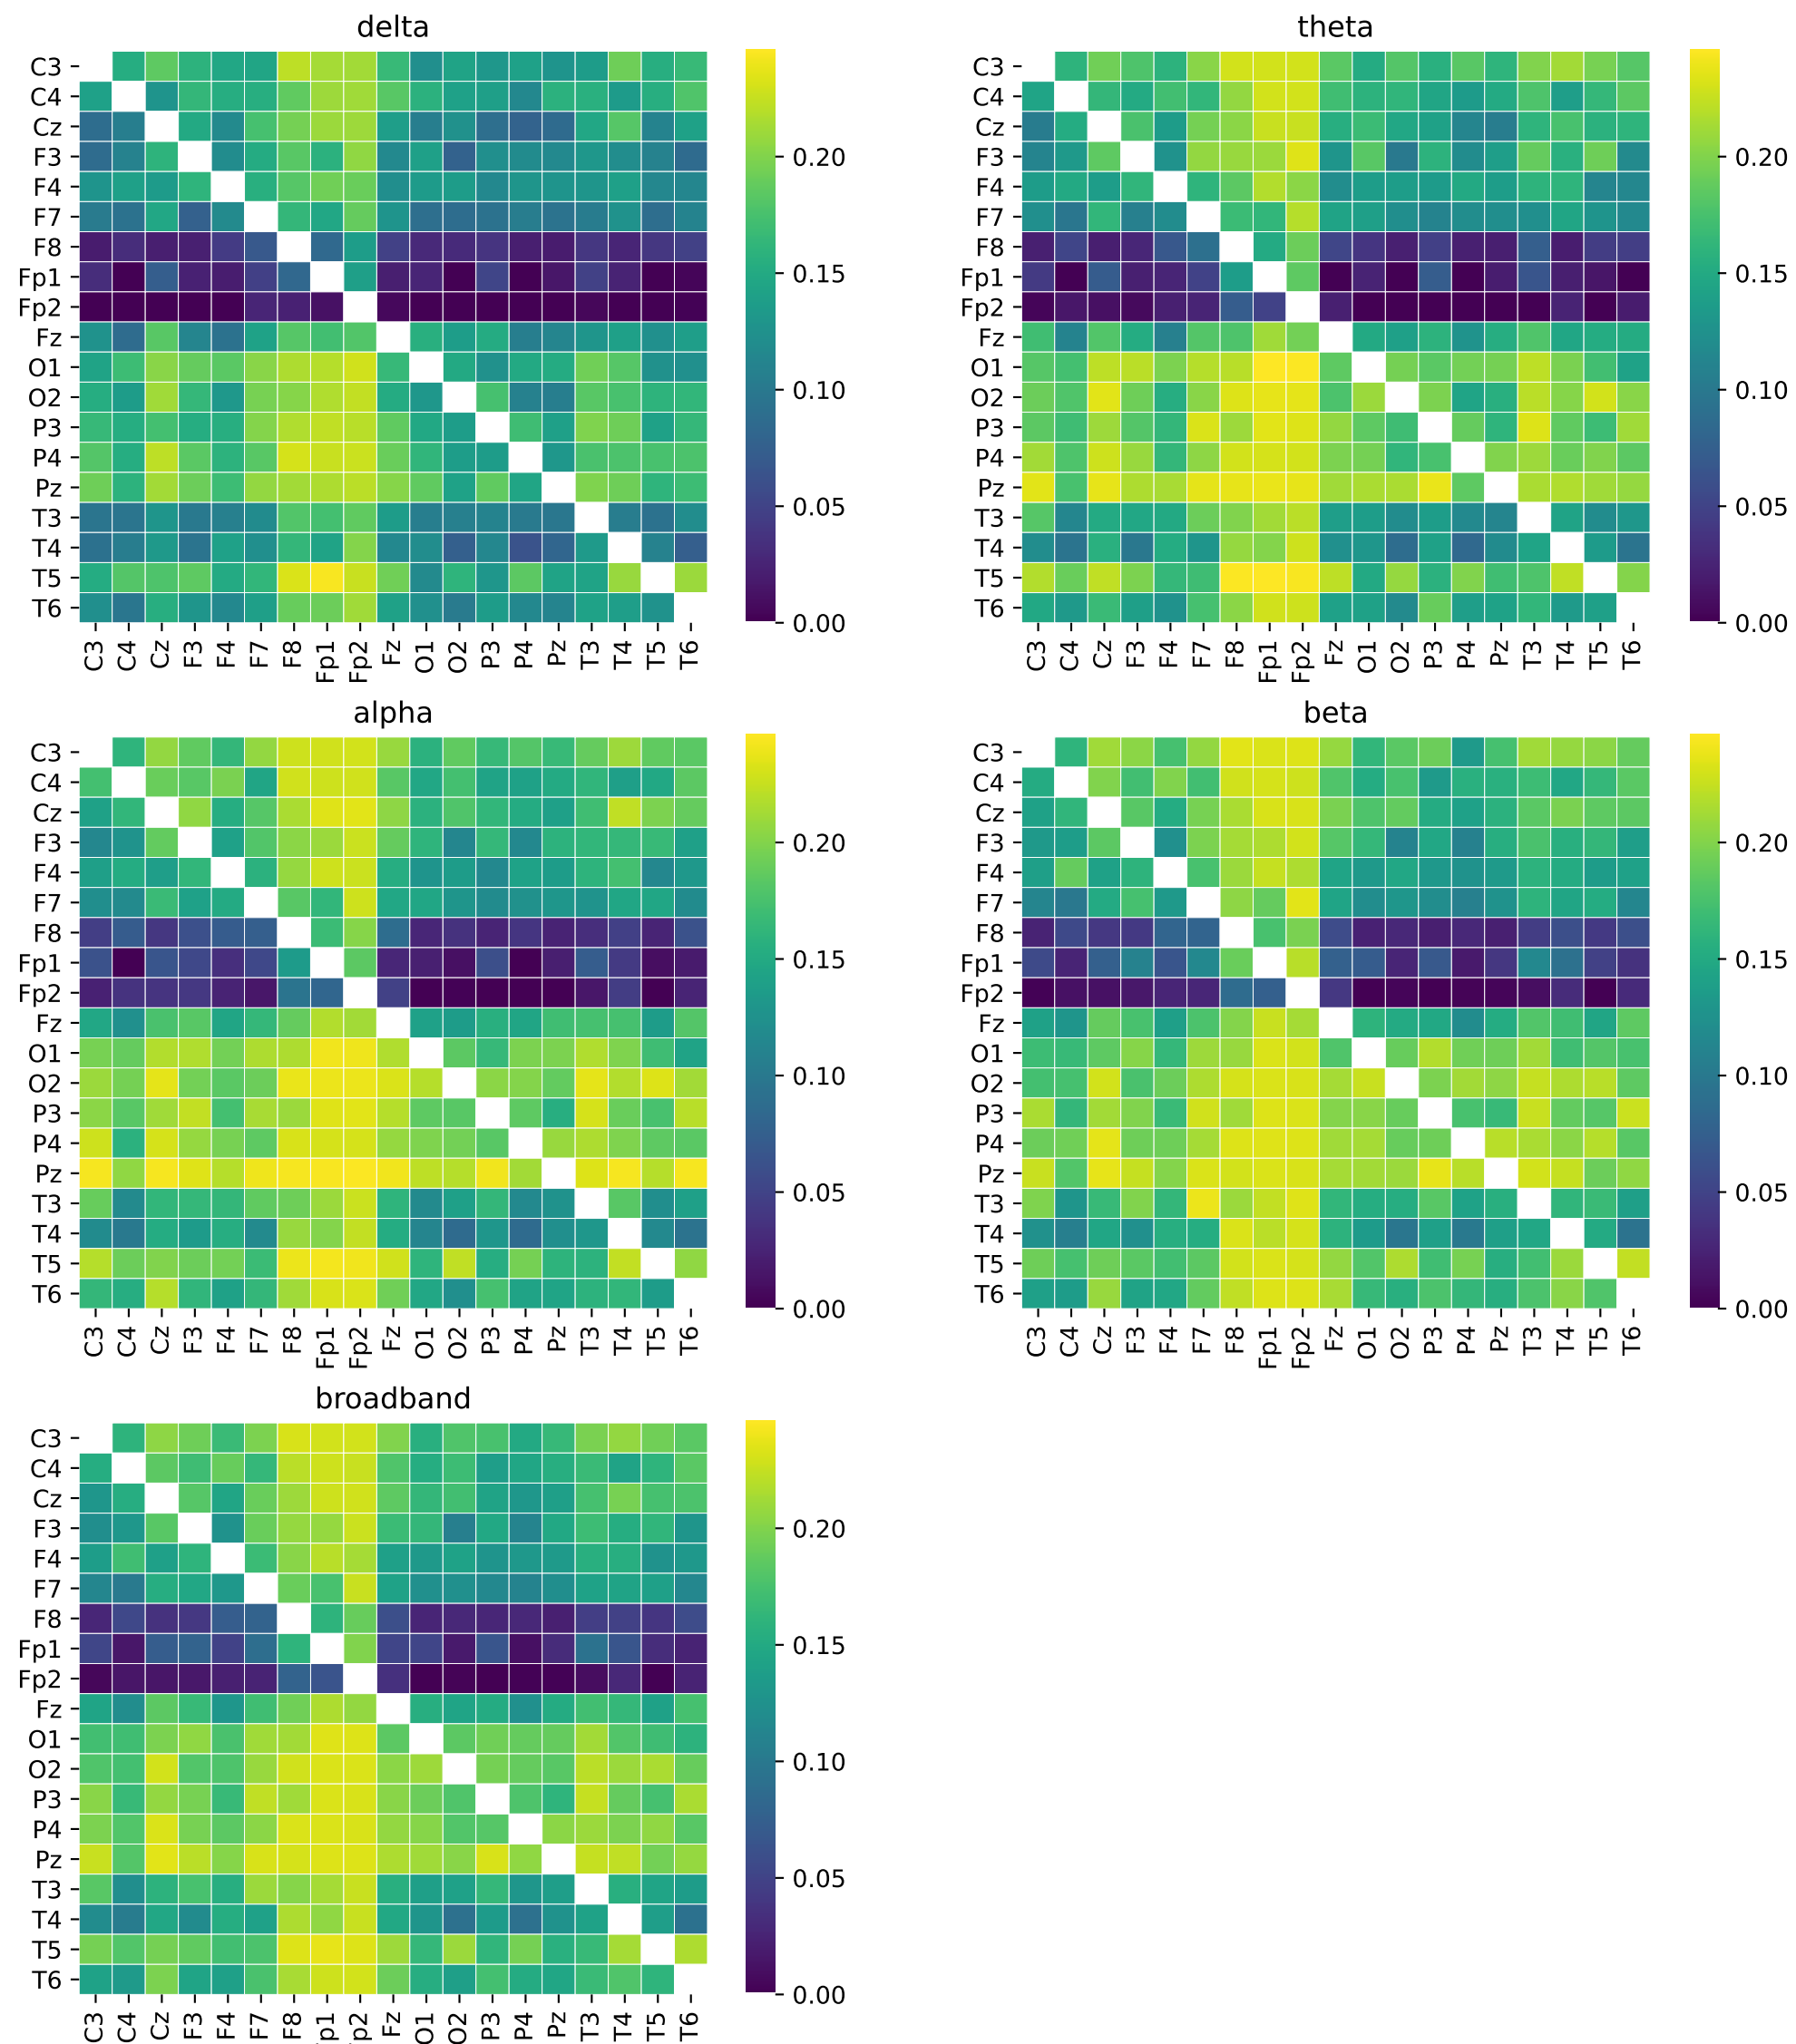 delta
C3
C4
Cz
F3
F4
F7
F8
Fp1
Fp2
Fz
O1
O2
P3
P4
Pz
T3
T4
T5
T6
C3 C4 Cz F3 F4 F7 F8 Fp1 Fp2 Fz O1 O2 P3 P4 Pz T3 T4 T5 T6
0.20
0.15
0.10
0.05
0.00
theta
C3
C4
Cz
F3
F4
F7
F8
Fp1
Fp2
Fz
O1
O2
P3
P4
Pz
T3
T4
T5
T6
C3 C4 Cz F3 F4 F7 F8 Fp1 Fp2 Fz O1 O2 P3 P4 Pz T3 T4 T5 T6
0.20
0.15
0.10
0.05
0.00
alpha
C3
C4
Cz
F3
F4
F7
F8
Fp1
Fp2
Fz
O1
O2
P3
P4
Pz
T3
T4
T5
T6
C3 C4 Cz F3 F4 F7 F8 Fp1 Fp2 Fz O1 O2 P3 P4 Pz T3 T4 T5 T6
0.20
0.15
0.10
0.05
0.00
beta
C3
C4
Cz
F3
F4
F7
F8
Fp1
Fp2
Fz
O1
O2
P3
P4
Pz
T3
T4
T5
T6
C3 C4 Cz F3 F4 F7 F8 Fp1 Fp2 Fz O1 O2 P3 P4 Pz T3 T4 T5 T6
0.20
0.15
0.10
0.05
0.00
broadband
C3
C4
Cz
F3
F4
F7
F8
Fp1
Fp2
Fz
O1
O2
P3
P4
Pz
T3
T4
T5
T6
C3 C4 Cz F3 F4 F7 F8 p1 p2 Fz O1 O2 P3 P4 Pz T3 T4 T5 T6
0.20
0.15
0.10
0.05
0.00